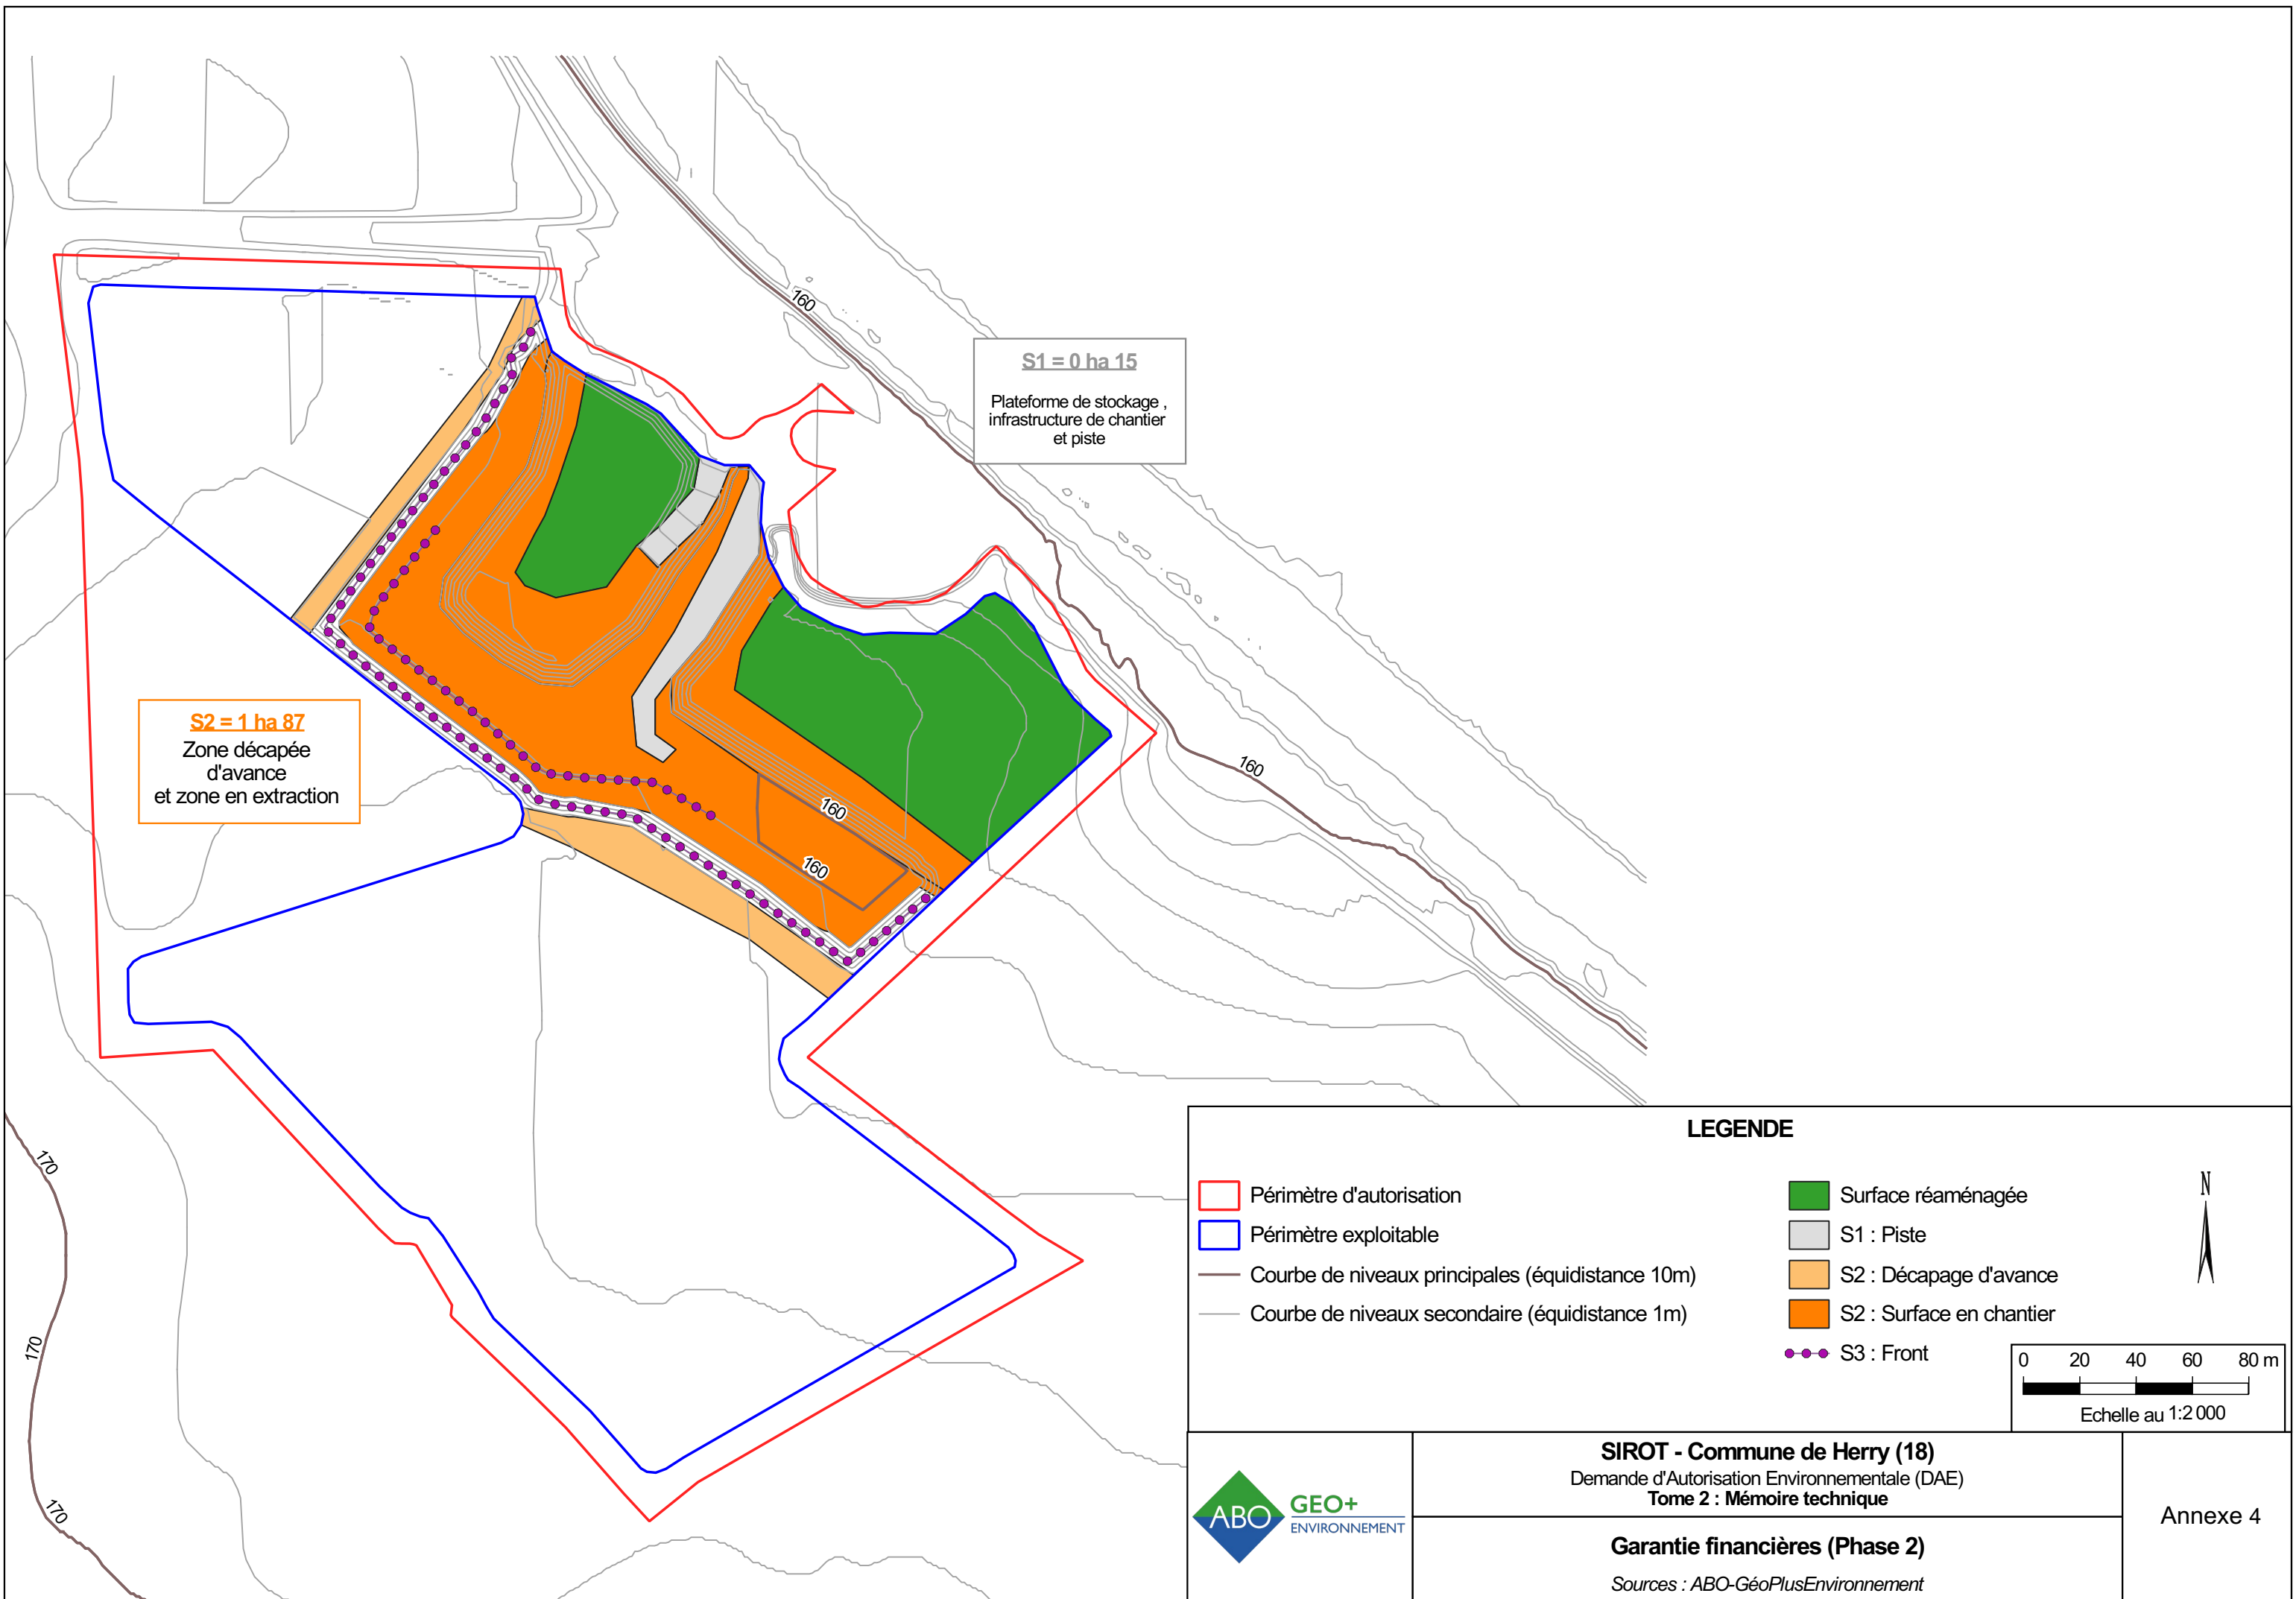 160
S1 = 0 ha 15
Plateforme de stockage ,
infrastructure de chantier
et piste
S2 = 1 ha 87
Zone décapée
d'avance
et zone en extraction
160
160
160
170
170
170
LEGENDE
Périmètre d'autorisation
Périmètre exploitable
Courbe de niveaux principales (équidistance 10m)
Courbe de niveaux secondaire (équidistance 1m)
Surface réaménagée
S1 : Piste
S2 : Décapage d'avance
S2 : Surface en chantier
S3 : Front
N
0 20 40 60 80 m
Echelle au 1:2 000
ABO
GEO+
ENVIRONNEMENT
SIROT - Commune de Herry (18)
Demande d'Autorisation Environnementale (DAE)
Tome 2 : Mémoire technique
Garantie financières (Phase 2)
Sources : ABO-GéoPlusEnvironnement
Annexe 4